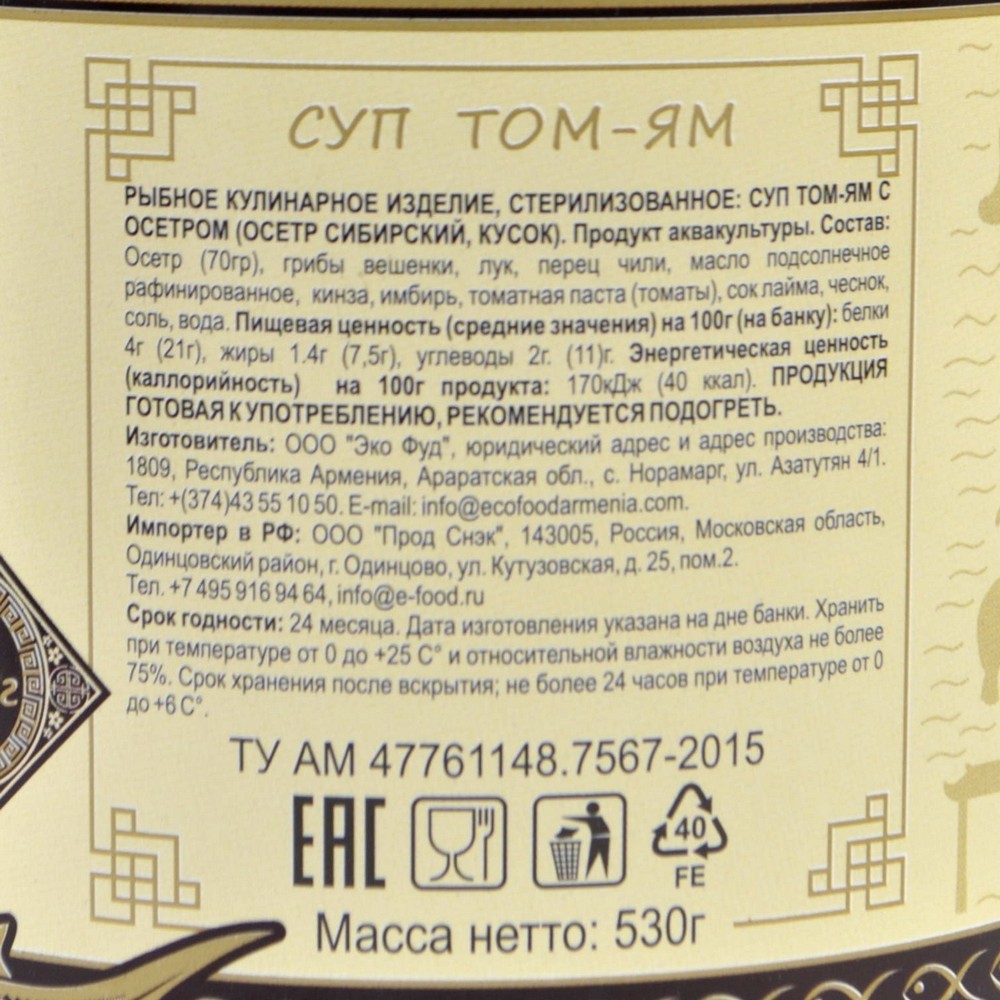 СУП ТОМ-ЯМ
РЫБНОЕ КУЛИНАРНОЕ ИЗДЕЛИЕ, СТЕРИЛИЗОВАННОЕ: СУП ТОМ-ЯМ С
ОСЕТРОМ (ОСЕТР СИБИРСКИЙ, КУСОК). Продукт аквакультуры. Состав:
Осетр (70гр), грибы вешенки, лук, перец чили, масло подсолнечное
рафинированное, кинза, имбирь, томатная паста (томаты), сок лайма, чеснок,
соль, вода. Пищевая ценность (средние значения) на 100г (на банку): белки
4г (21г), жиры 1.4г (7,5г), углеводы 2г. (11)г. Энергетическая ценность
(каллорийность) на 100г продукта: 170кДж (40 ккал). ПРОДУКЦИЯ
ГОТОВАЯ К УПОТРЕБЛЕНИЮ, РЕКОМЕНДУЕТСЯ ПОДОГРЕТЬ.
Изготовитель: ООО "Эко Фуд", юридический адрес и адрес производства:
1809, Республика Армения, Араратская обл., с. Норамарг, ул. Азатутян 4/1.
Тел: +(374)43 55 10 50. E-mail: info@ecofoodarmenia.com.
Импортер в РФ: ООО "Прод Снэк", 143005, Россия, Московская область,
Одинцовский район, г. Одинцово, ул. Кутузовская, д. 25, пом.2.
Тел. +7 495 916 94 64, info@e-food.ru
Срок годности: 24 месяца. Дата изготовления указана на дне банки. Хранить
при температуре от 0 до +25 С° и относительной влажности воздуха не более
75%. Срок хранения после вскрытия; не более 24 часов при температуре от 0
до +6 С°.
ТУ АМ 47761148.7567-2015
ЕАС
40
FE
Масса нетто: 530г